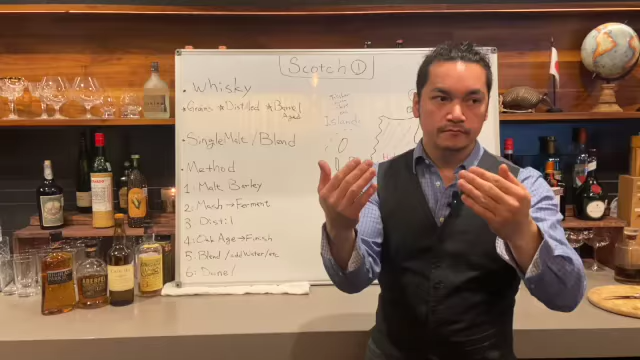 Scotch ①
• Whisky
• Grains * Distilled * Barrel
Aged
• Single Malt / Blend
Islands
• Method
1: Malt Barley
2: Mash → Ferment
3 Distil
4: Oak Age → Finish
5: Blend / add Water / etc
6: Done!